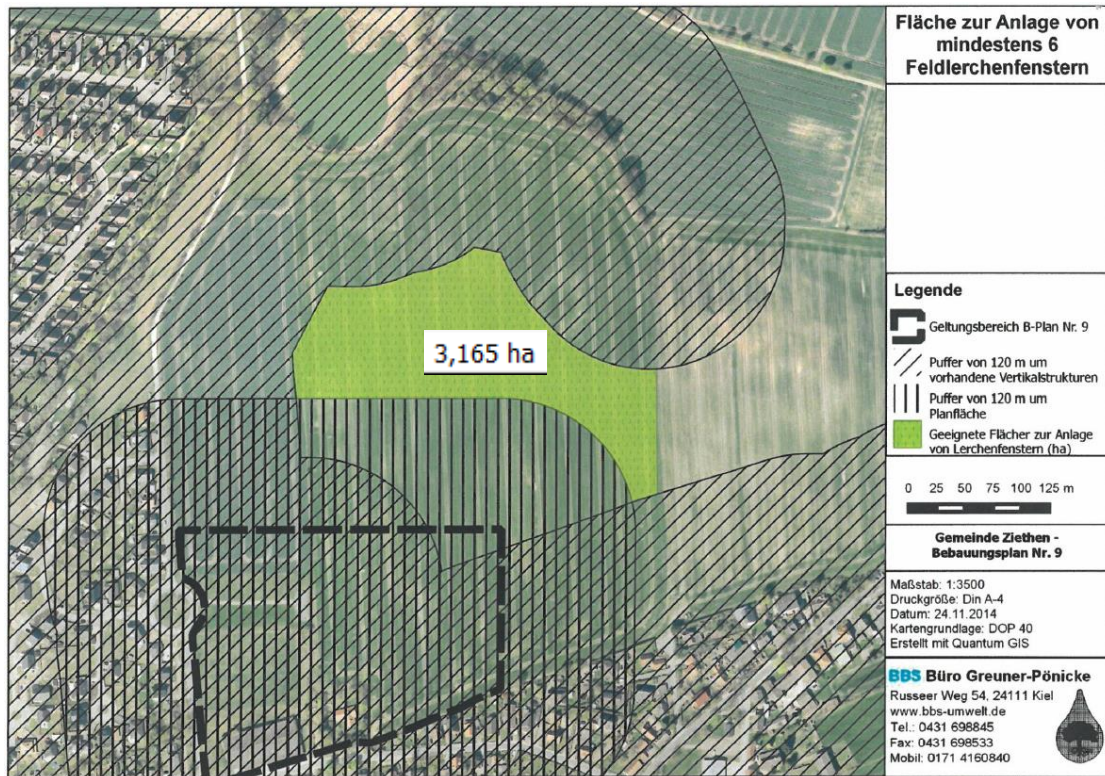 Fläche zur Anlage von
mindestens 6
Feldlerchenfenstern
3,165 ha
Legende
Geltungsbereich B-Plan Nr. 9
Puffer von 120 m um
vorhandene Vertikalstrukturen
Puffer von 120 m um
Planfläche
Geeignete Flächer zur Anlage
von Lerchenfenstern (ha)
0 25 50 75 100 125 m
Gemeinde Ziethen -
Bebauungsplan Nr. 9
Maßstab: 1:3500
Druckgröße: Din A-4
Datum: 24.11.2014
Kartengrundlage: DOP 40
Erstellt mit Quantum GIS
BBS Büro Greuner-Pönicke
Russeer Weg 54, 24111 Kiel
www.bbs-umwelt.de
Tel.: 0431 698845
Fax: 0431 698533
Mobil: 0171 4160840